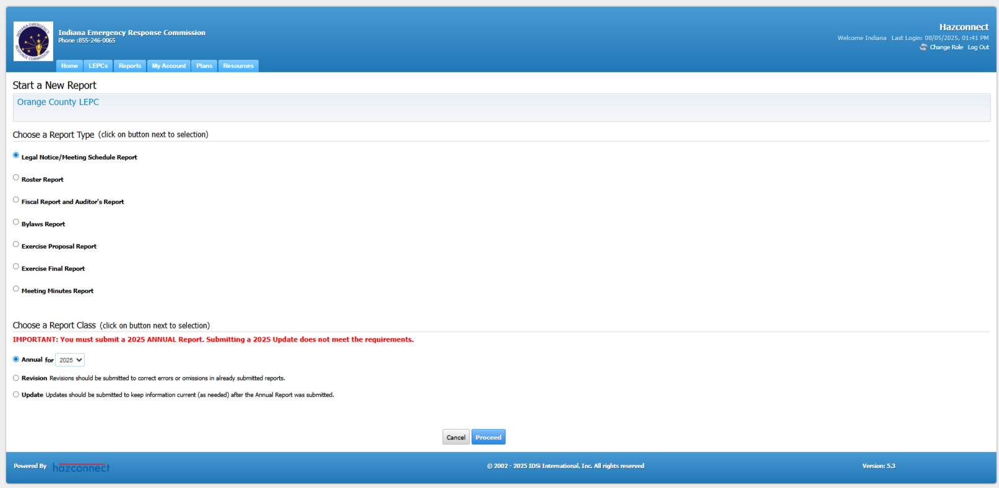 INDIANA EMERGENCY RESPONSE COMMISSION
Indiana Emergency Response Commission
Phone :855-246-0065
Hazconnect
Welcome Indiana Last Login: 08/05/2025, 01:41 PM
Change Role Log Out
Home LEPCs Reports My Account Plans Resources
Start a New Report
Orange County LEPC
Choose a Report Type (click on button next to selection)
Legal Notice/Meeting Schedule Report
Roster Report
Fiscal Report and Auditor's Report
Bylaws Report
Exercise Proposal Report
Exercise Final Report
Meeting Minutes Report
Choose a Report Class (click on button next to selection)
IMPORTANT: You must submit a 2025 ANNUAL Report. Submitting a 2025 Update does not meet the requirements.
Annual for 2025
Revision Revisions should be submitted to correct errors or omissions in already submitted reports.
Update Updates should be submitted to keep information current (as needed) after the Annual Report was submitted.
Cancel Proceed
Powered By hazconnect © 2002 - 2025 IDSi International, Inc. All rights reserved Version: 5.3